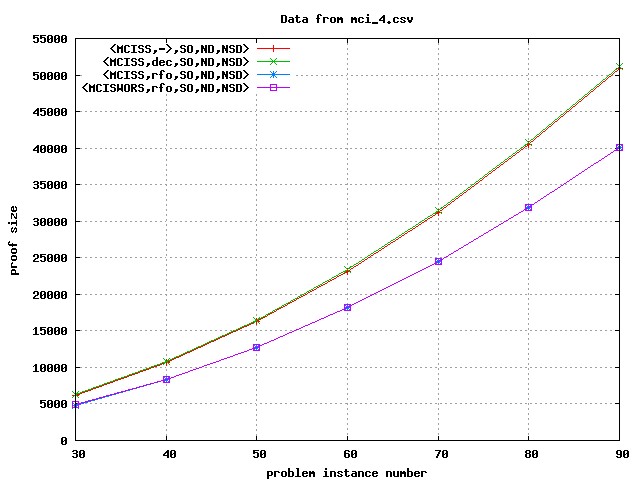 Data from mci_4.csv
<MCISS,->,SO,ND,NSD>
<MCISS,dec,SO,ND,NSD>
<MCISS,rfo,SO,ND,NSD>
<MCISWORS,rfo,SO,ND,NSD>
55000
50000
45000
40000
35000
30000
25000
20000
15000
10000
5000
0
proof size
30 40 50 60 70 80 90
problem instance number